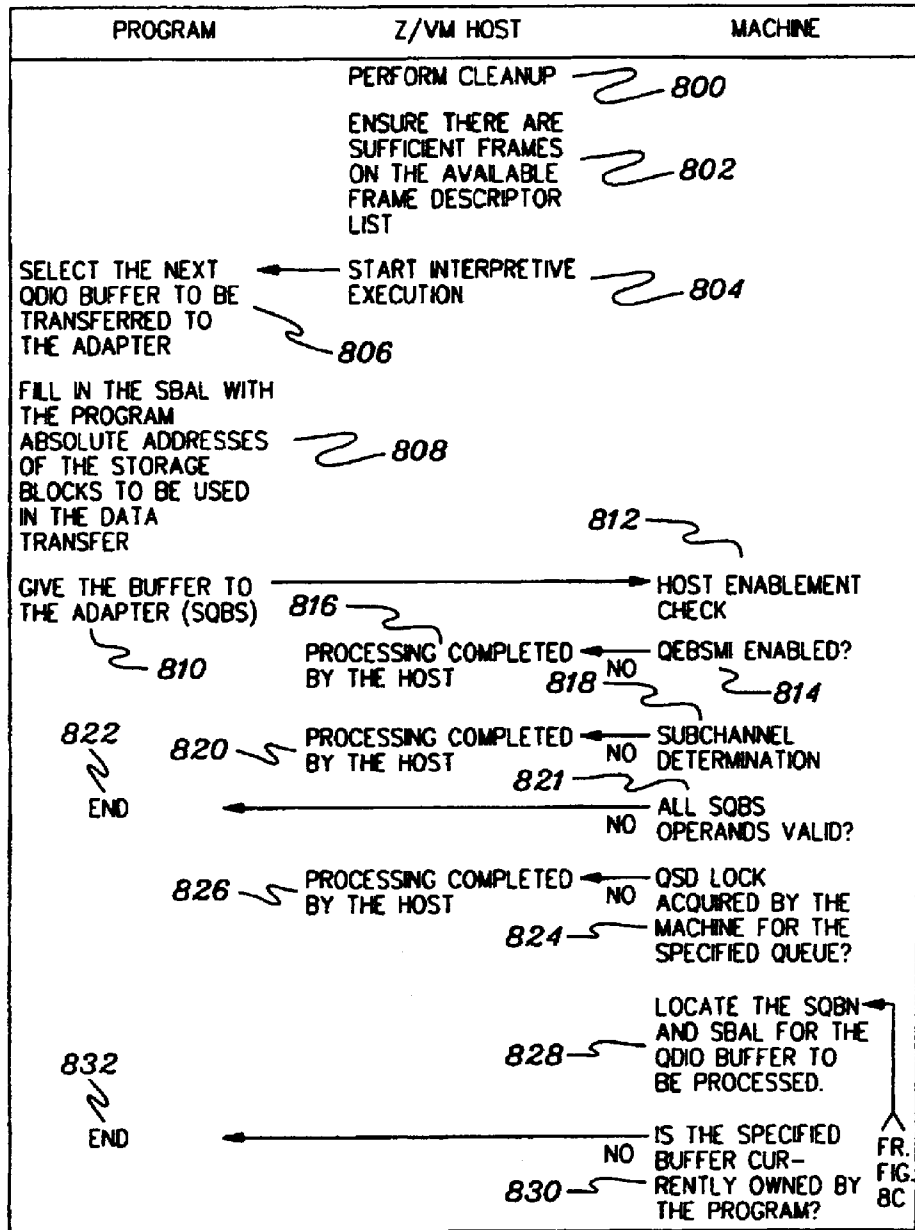 PROGRAM Z/VM HOST MACHINE
PERFORM CLEANUP 800
ENSURE THERE ARE
SUFFICIENT FRAMES
ON THE AVAILABLE 802
FRAME DESCRIPTOR
LIST
SELECT THE NEXT START INTERPRETIVE
QDIO BUFFER TO BE EXECUTION 804
TRANSFERRED TO
THE ADAPTER 806
FILL IN THE SBAL WITH
THE PROGRAM
ABSOLUTE ADDRESSES 808
OF THE STORAGE
BLOCKS TO BE USED
IN THE DATA
TRANSFER
812
GIVE THE BUFFER TO HOST ENABLEMENT
THE ADAPTER (SQBS) CHECK
810
816
PROCESSING COMPLETED QEBSMI ENABLED?
BY THE HOST NO 814
818
820 PROCESSING COMPLETED SUBCHANNEL
BY THE HOST NO DETERMINATION
822
821
END ALL SQBS
NO OPERANDS VALID?
826 PROCESSING COMPLETED QSD LOCK
BY THE HOST NO ACQUIRED BY THE
824 MACHINE FOR THE
SPECIFIED QUEUE?
LOCATE THE SQBN
AND SBAL FOR THE
828 QDIO BUFFER TO
BE PROCESSED.
832
END IS THE SPECIFIED
NO BUFFER CUR-
830 RENTLY OWNED BY
THE PROGRAM?
FR.
FIG.
8C